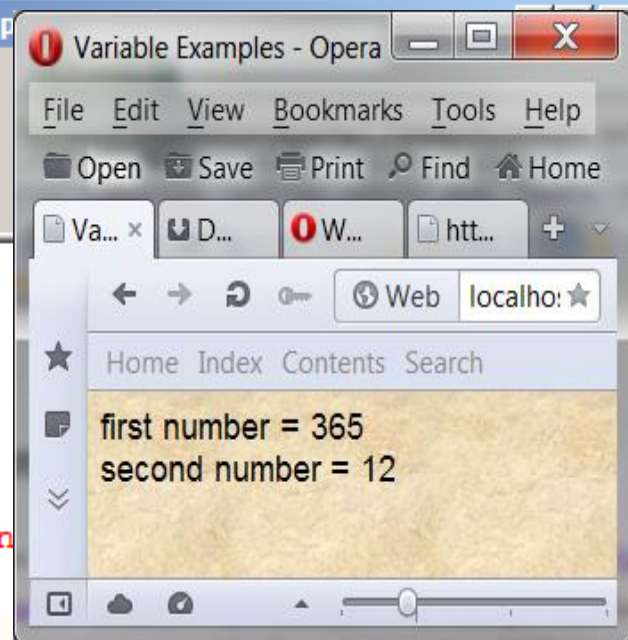 p
Variable Examples - Opera
File Edit View Bookmarks Tools Help
Open Save Print Find Home
Va... D... W... htt...
Web localho:
Home Index Contents Search
first number = 365
second number = 12
n